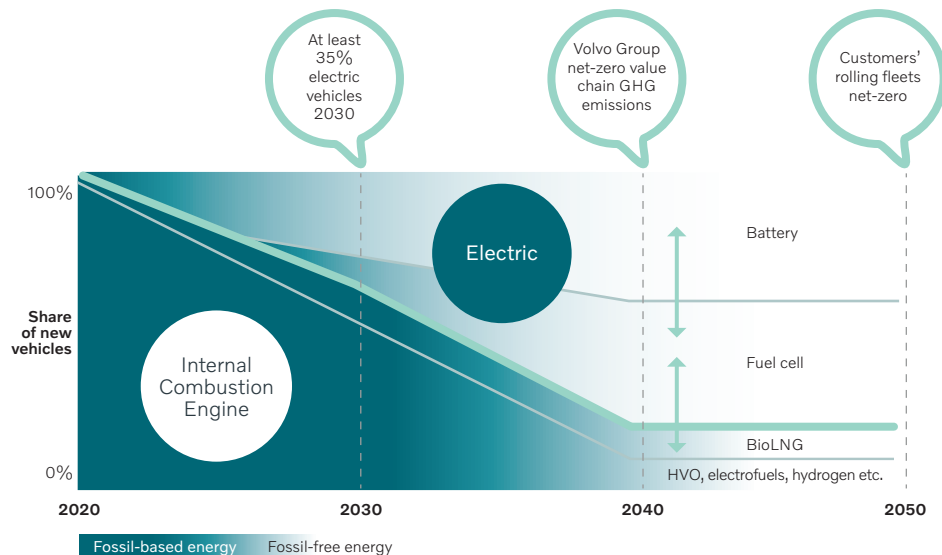 At least
35%
electric
vehicles
2030
Volvo Group
net-zero value
chain GHG
emissions
Customers’
rolling fleets
net-zero
100%
Battery
Electric
Share
of new
vehicles
Internal
Combustion
Engine
Fuel cell
BioLNG
0%
HVO, electrofuels, hydrogen etc.
2020
2030
2040
2050
Fossil-based energy
Fossil-free energy